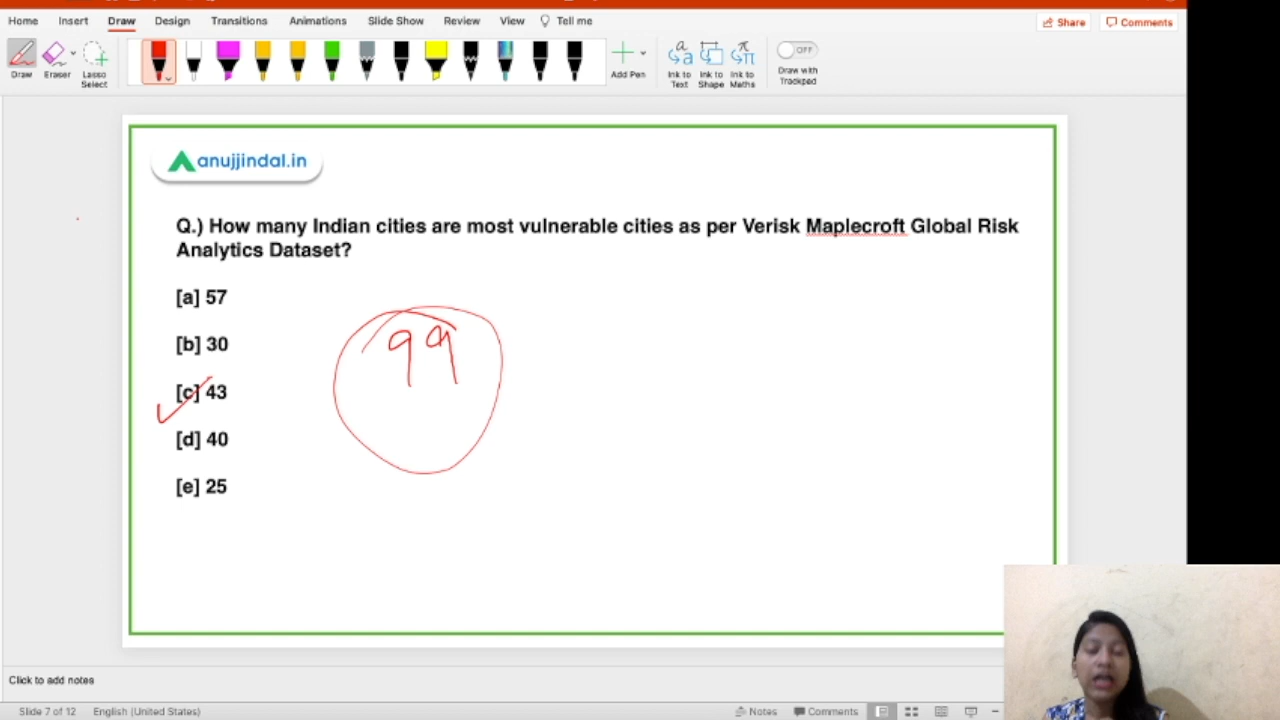 Home Insert Draw Design Transitions Animations Slide Show Review View Tell me Share Comments
Draw Eraser Lasso Select Add Pen Ink to Text Ink to Shape Ink to Maths OFF Draw with Trackpad
anujjindal.in
Q.) How many Indian cities are most vulnerable cities as per Verisk Maplecroft Global Risk
Analytics Dataset?
[a] 57
[b] 30
99
[c] 43
[d] 40
[e] 25
Click to add notes
Slide 7 of 12 English (United States) Notes Comments